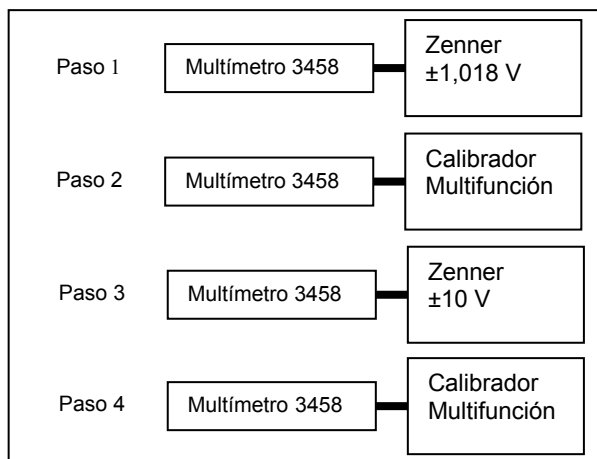 Paso 1
Multímetro 3458
Zenner
±1,018 V
Paso 2
Multímetro 3458
Calibrador
Multifunción
Paso 3
Multímetro 3458
Zenner
±10 V
Paso 4
Multímetro 3458
Calibrador
Multifunción